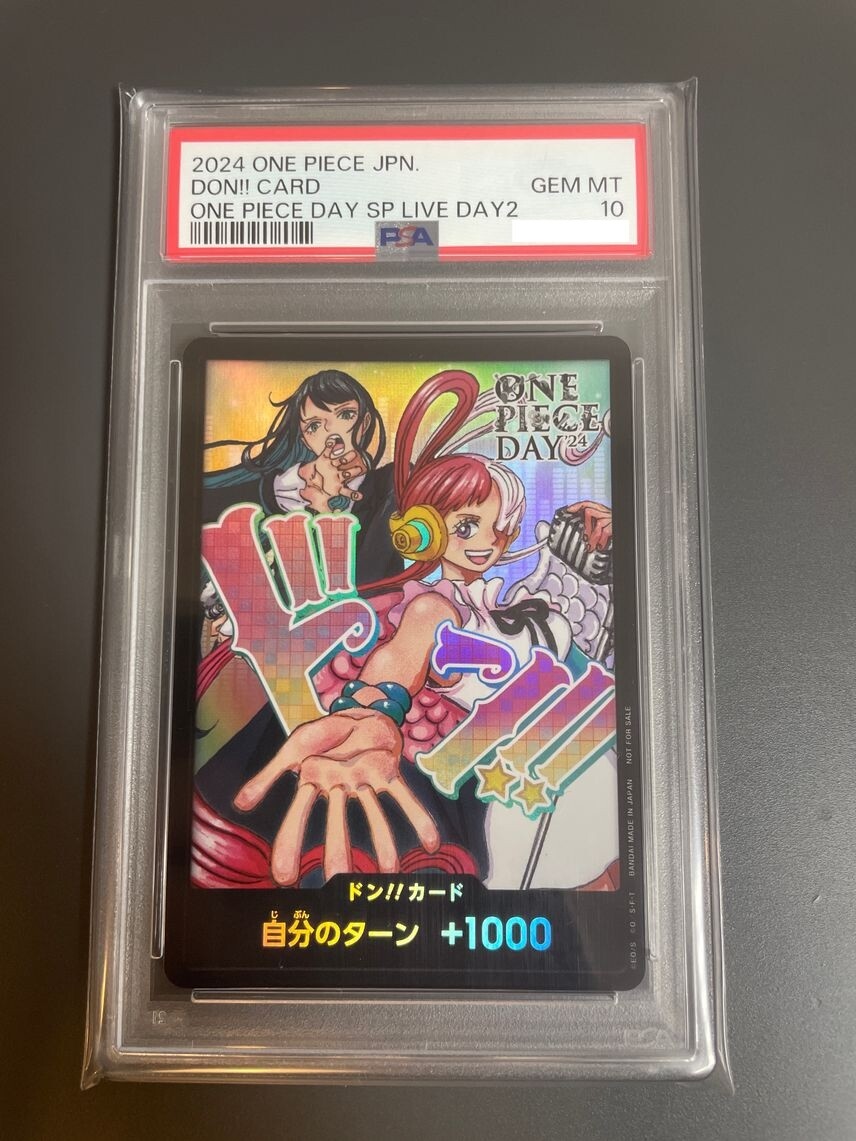 2024 ONE PIECE JPN.
DON!! CARD GEM MT
ONE PIECE DAY SP LIVE DAY2 10
PSA
ONE
PIECE
DAY'24
ドン!!
ドン!!カード
じ ぶん
自分のターン +1000
©E.O/S ©O. S・F・T BANDAI MADE IN JAPAN NOT FOR SALE
PSA